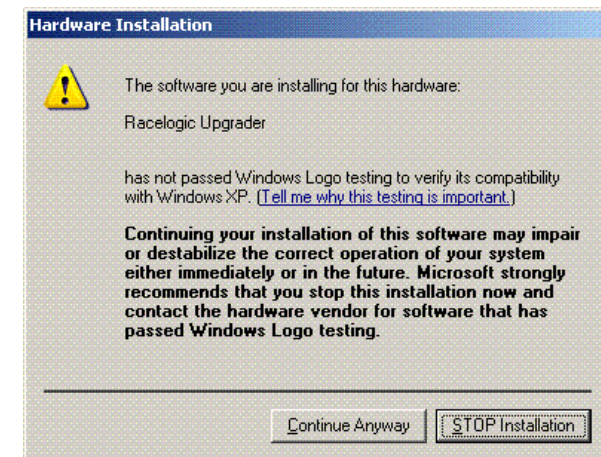 Hardware Installation
The software you are installing for this hardware:
Racelogic Upgrader
has not passed Windows Logo testing to verify its compatibility
with Windows XP. (Tell me why this testing is important.)
Continue your installation of this software may impair
or destabilize the correct operation of your system
either immediately or in the future. Microsoft strongly
recommends that you stop this installation now and
contact the hardware vendor for software that has
passed Windows Logo testing.
Continue Anyway
STOP Installation